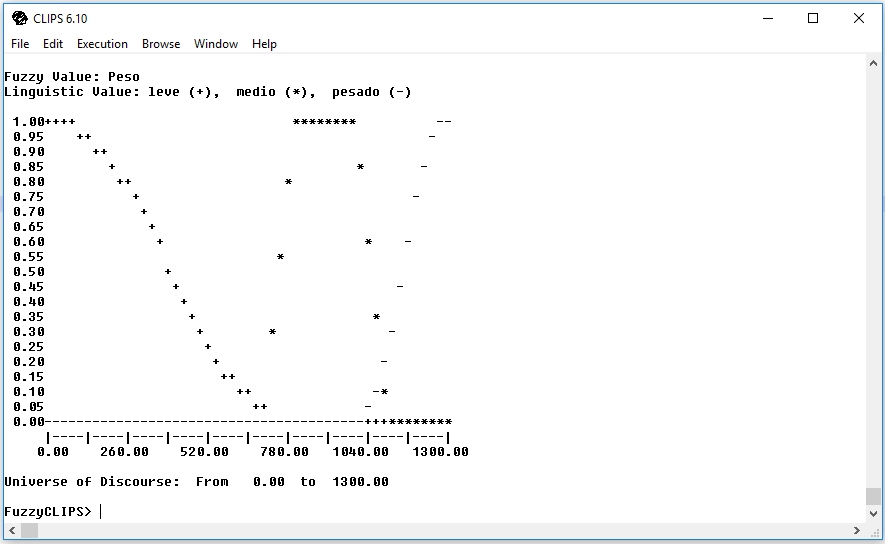 CLIPS 6.10
File Edit Execution Browse Window Help
Fuzzy Value: Peso
Linguistic Value: leve (+),  medio (*),  pesado (-)
 1.00++++                           ********          --
 0.95    ++                                          -
 0.90      ++
 0.85        +                              *       -
 0.80         ++                   *
 0.75           +                                  -
 0.70            +
 0.65             +
 0.60              +                         *    -
 0.55                             *
 0.50               +
 0.45                +                           -
 0.40                 +
 0.35                  +                      *
 0.30                   +        *              -
 0.25                    +
 0.20                     +                    -
 0.15                      ++
 0.10                        ++               -*
 0.05                          ++            -
 0.00----------------------------------------+++********
     |----|----|----|----|----|----|----|----|----|----|
    0.00    260.00    520.00    780.00   1040.00   1300.00
Universe of Discourse:  From   0.00  to  1300.00
FuzzyCLIPS>